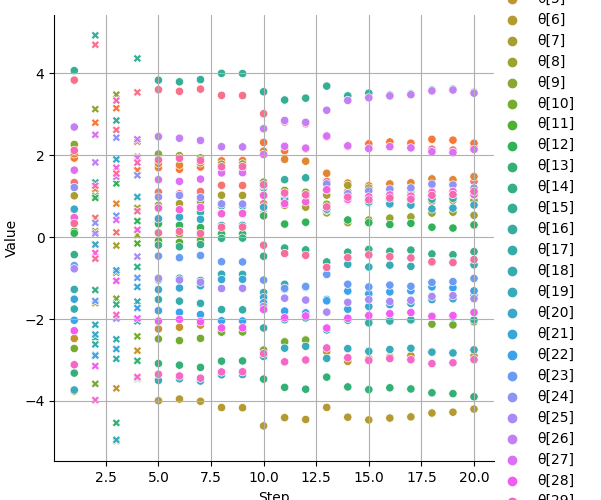 θ[6]
θ[7]
θ[8]
θ[9]
θ[10]
θ[11]
θ[12]
θ[13]
θ[14]
θ[15]
θ[16]
θ[17]
θ[18]
θ[19]
θ[20]
θ[21]
θ[22]
θ[23]
θ[24]
θ[25]
θ[26]
θ[27]
θ[28]
4
2
0
−2
−4
Value
2.5
5.0
7.5
10.0
12.5
15.0
17.5
20.0
Step